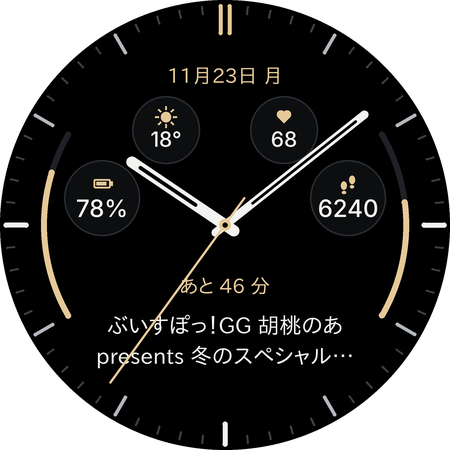 11月23日 月
18°
68
78%
6240
あと 46 分
ぶいすぽっ!GG 胡桃のあ
presents 冬のスペシャル…